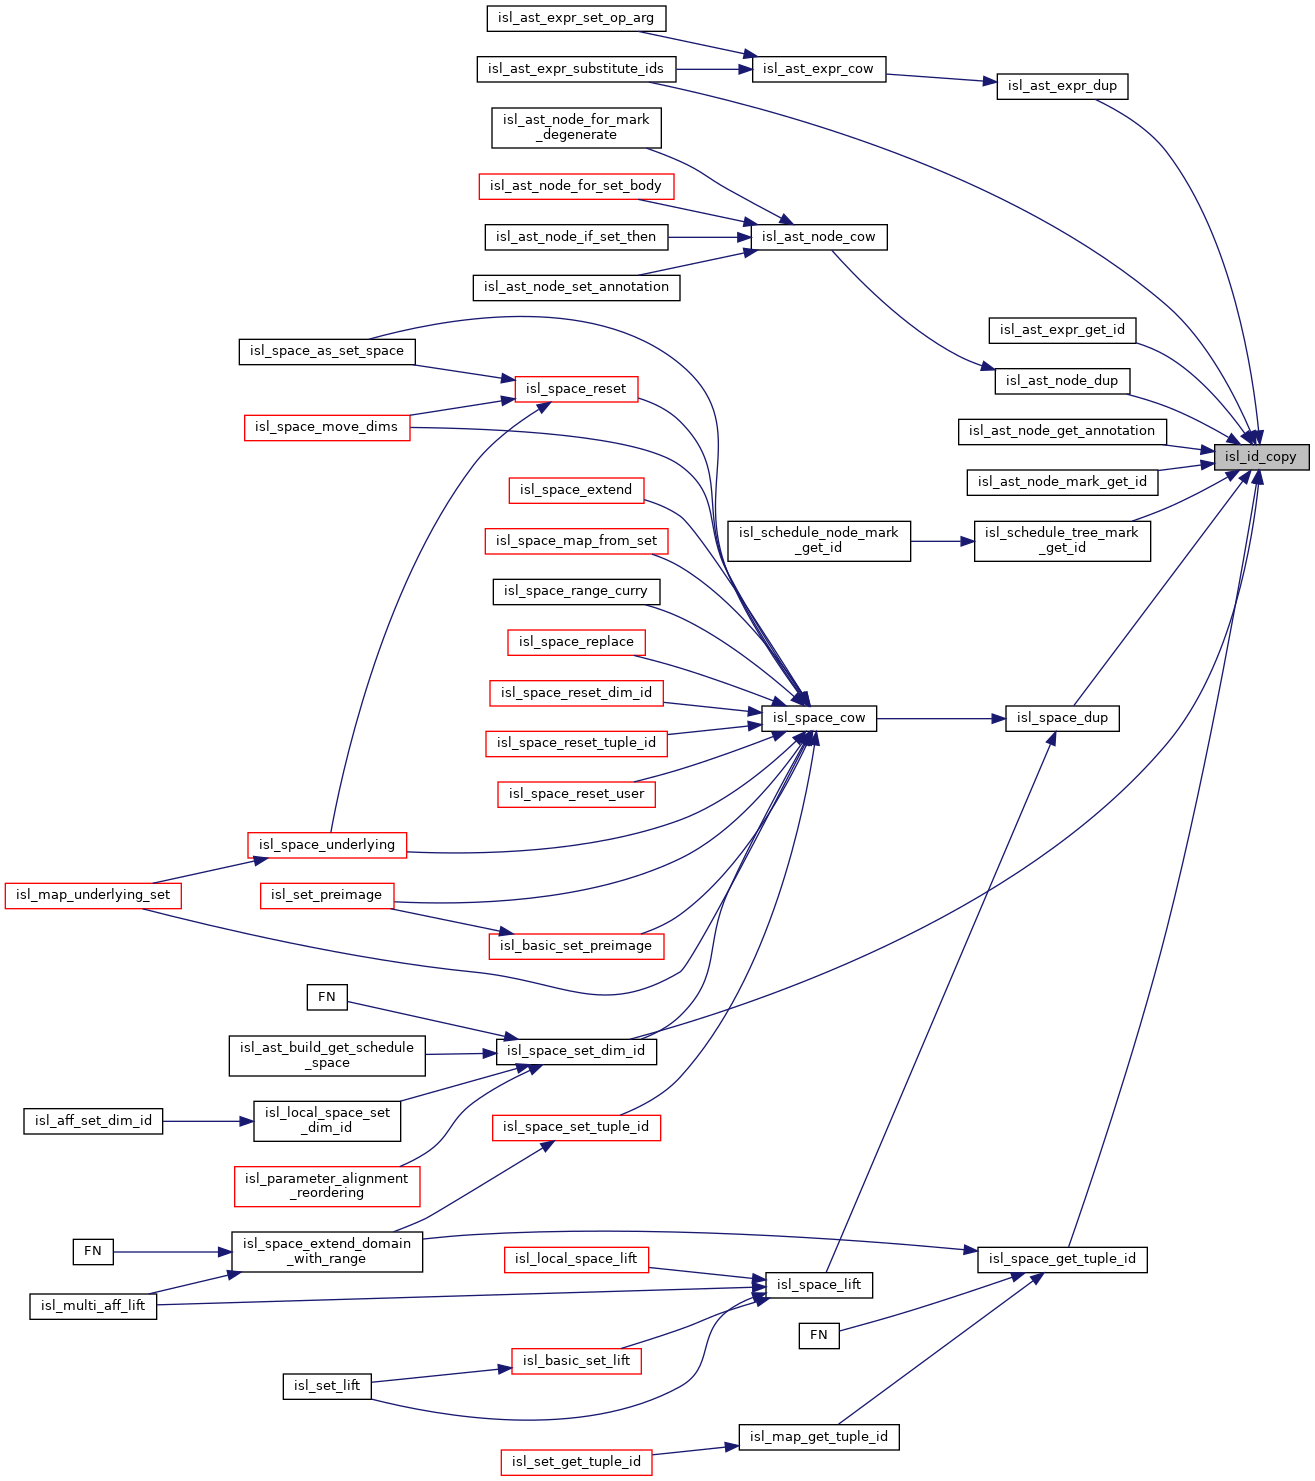 isl_ast_expr_set_op_arg
isl_ast_expr_substitute_ids
isl_ast_expr_cow
isl_ast_expr_dup
isl_ast_node_for_mark
_degenerate
isl_ast_node_for_set_body
isl_ast_node_if_set_then
isl_ast_node_cow
isl_ast_node_set_annotation
isl_ast_expr_get_id
isl_space_as_set_space
isl_space_reset
isl_ast_node_dup
isl_space_move_dims
isl_ast_node_get_annotation
isl_id_copy
isl_ast_node_mark_get_id
isl_space_extend
isl_space_map_from_set
isl_schedule_node_mark
_get_id
isl_schedule_tree_mark
_get_id
isl_space_range_curry
isl_space_replace
isl_space_reset_dim_id
isl_space_cow
isl_space_dup
isl_space_reset_tuple_id
isl_space_reset_user
isl_space_underlying
isl_map_underlying_set
isl_set_preimage
isl_basic_set_preimage
FN
isl_ast_build_get_schedule
_space
isl_space_set_dim_id
isl_aff_set_dim_id
isl_local_space_set
_dim_id
isl_space_set_tuple_id
isl_parameter_alignment
_reordering
FN
isl_space_extend_domain
_with_range
isl_local_space_lift
isl_space_get_tuple_id
isl_space_lift
isl_multi_aff_lift
FN
isl_basic_set_lift
isl_set_lift
isl_map_get_tuple_id
isl_set_get_tuple_id